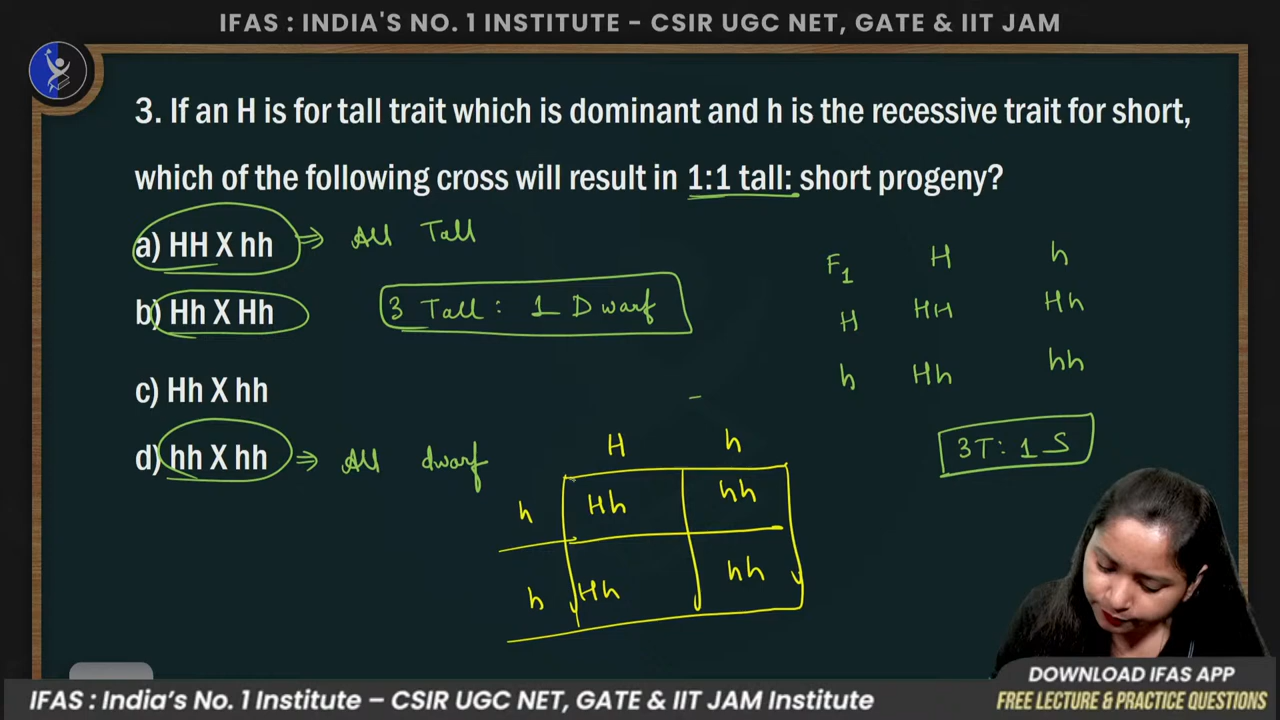 IFAS : INDIA'S NO. 1 INSTITUTE – CSIR UGC NET, GATE & IIT JAM
3. If an H is for tall trait which is dominant and h is the recessive trait for short,
which of the following cross will result in 1:1 tall: short progeny?
a) HH X hh ⇒ All Tall
b) Hh X Hh 3 Tall : 1 Dwarf
c) Hh X hh
d) hh X hh ⇒ All dwarf
F1 H h
H HH Hh
h Hh hh
3T : 1 S
H h
h Hh hh
h Hh hh
DOWNLOAD IFAS APP
FREE LECTURE & PRACTICE QUESTIONS
IFAS : India's No. 1 Institute – CSIR UGC NET, GATE & IIT JAM Institute